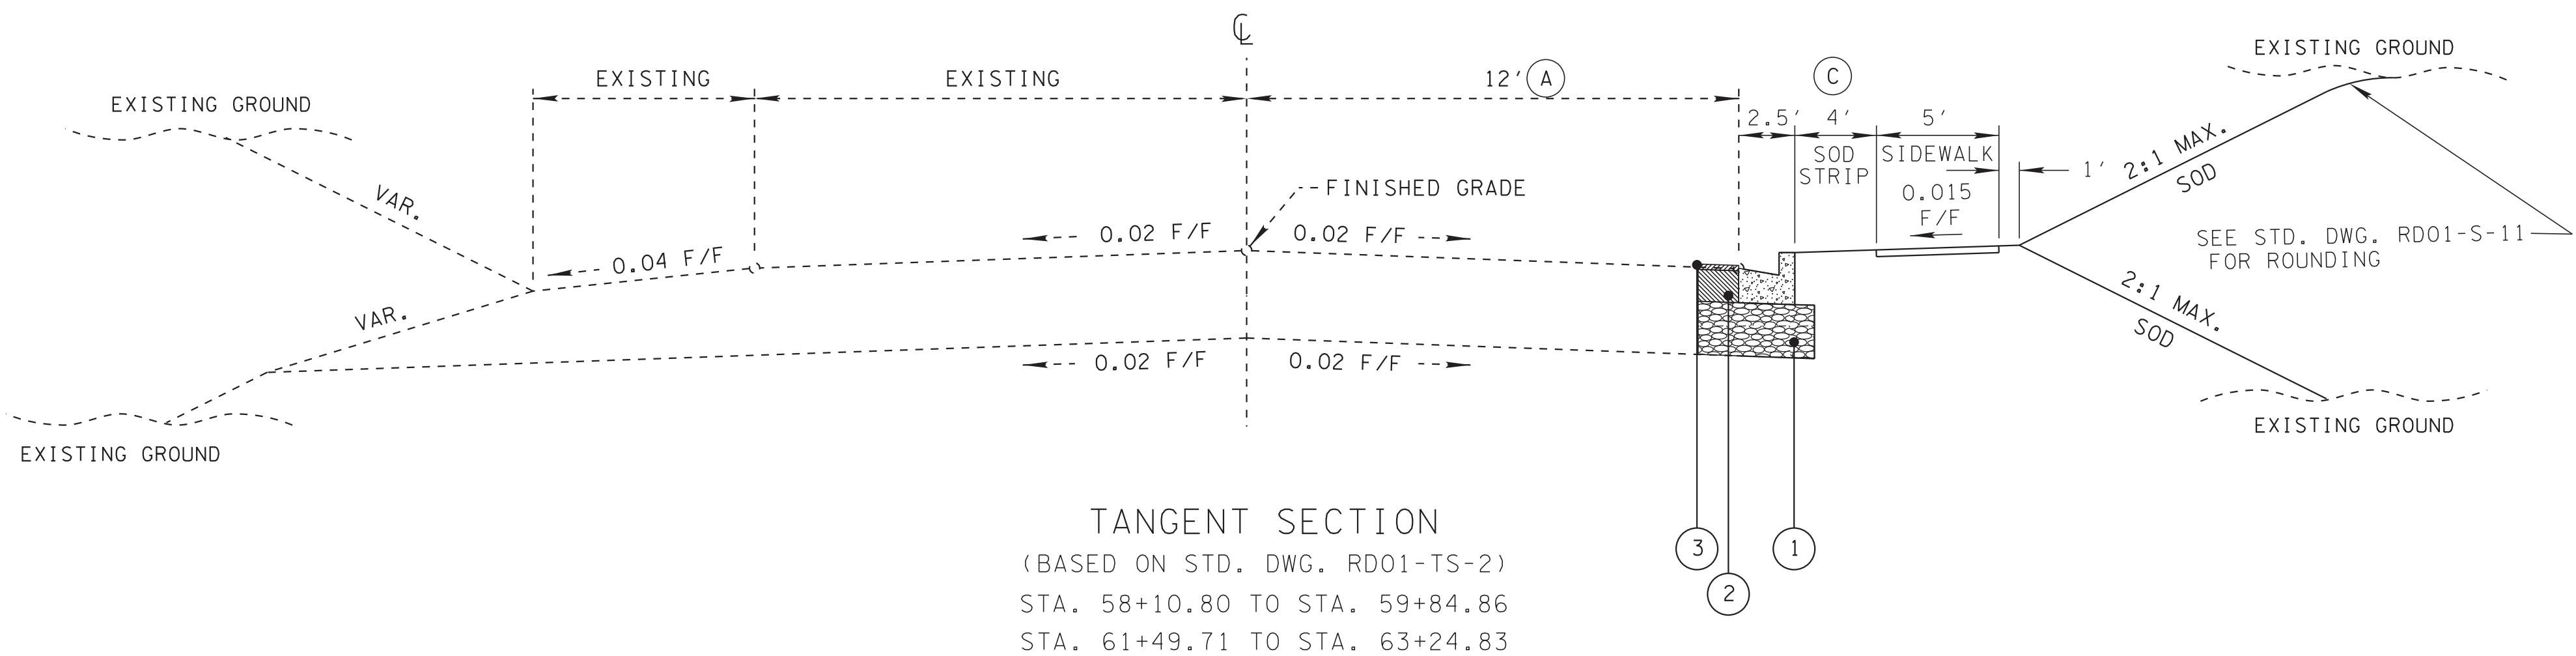 ℄
EXISTING GROUND
EXISTING
EXISTING
12' A
C
EXISTING GROUND
2.5' 4' 5'
SOD
STRIP
SIDEWALK
1'
0.015
F/F
2:1 MAX.
SOD
VAR.
FINISHED GRADE
0.04 F/F
0.02 F/F
0.02 F/F
SEE STD. DWG. RD01-S-11
FOR ROUNDING
VAR.
0.02 F/F
0.02 F/F
2:1 MAX.
SOD
EXISTING GROUND
EXISTING GROUND
3
1
2
TANGENT SECTION
(BASED ON STD. DWG. RD01-TS-2)
STA. 58+10.80 TO STA. 59+84.86
STA. 61+49.71 TO STA. 63+24.83